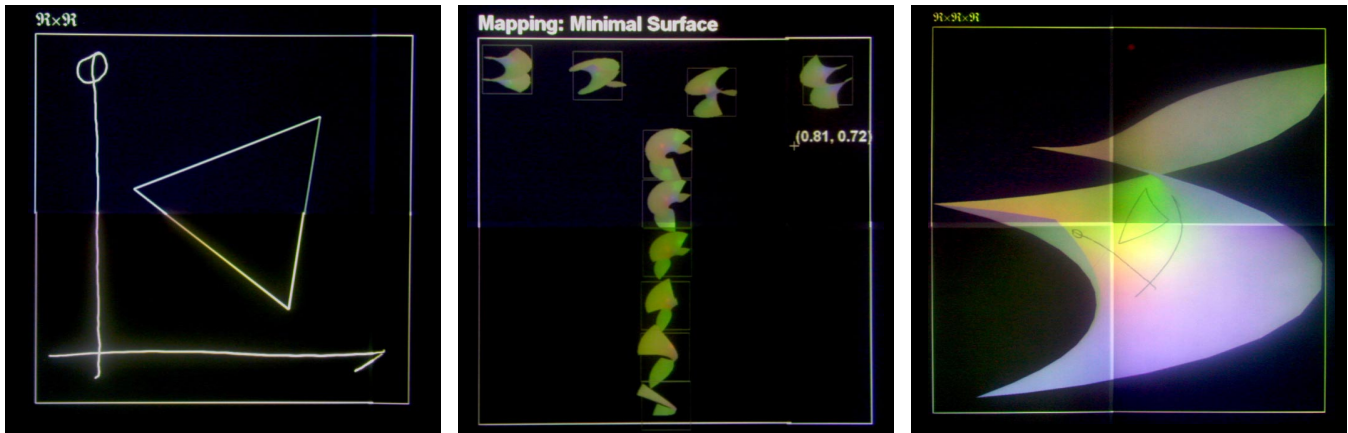 ℜ×ℜ
Mapping: Minimal Surface
(0.81, 0.72)
ℜ×ℜ×ℜ